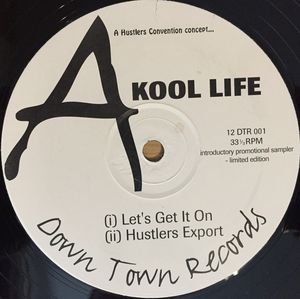 A Hustlers Convention concept...
A
KOOL LIFE
12 DTR 001
33⅓RPM
introductory promotional sampler
- limited edition
(i) Let's Get It On
(ii) Hustlers Export
Down Town Records